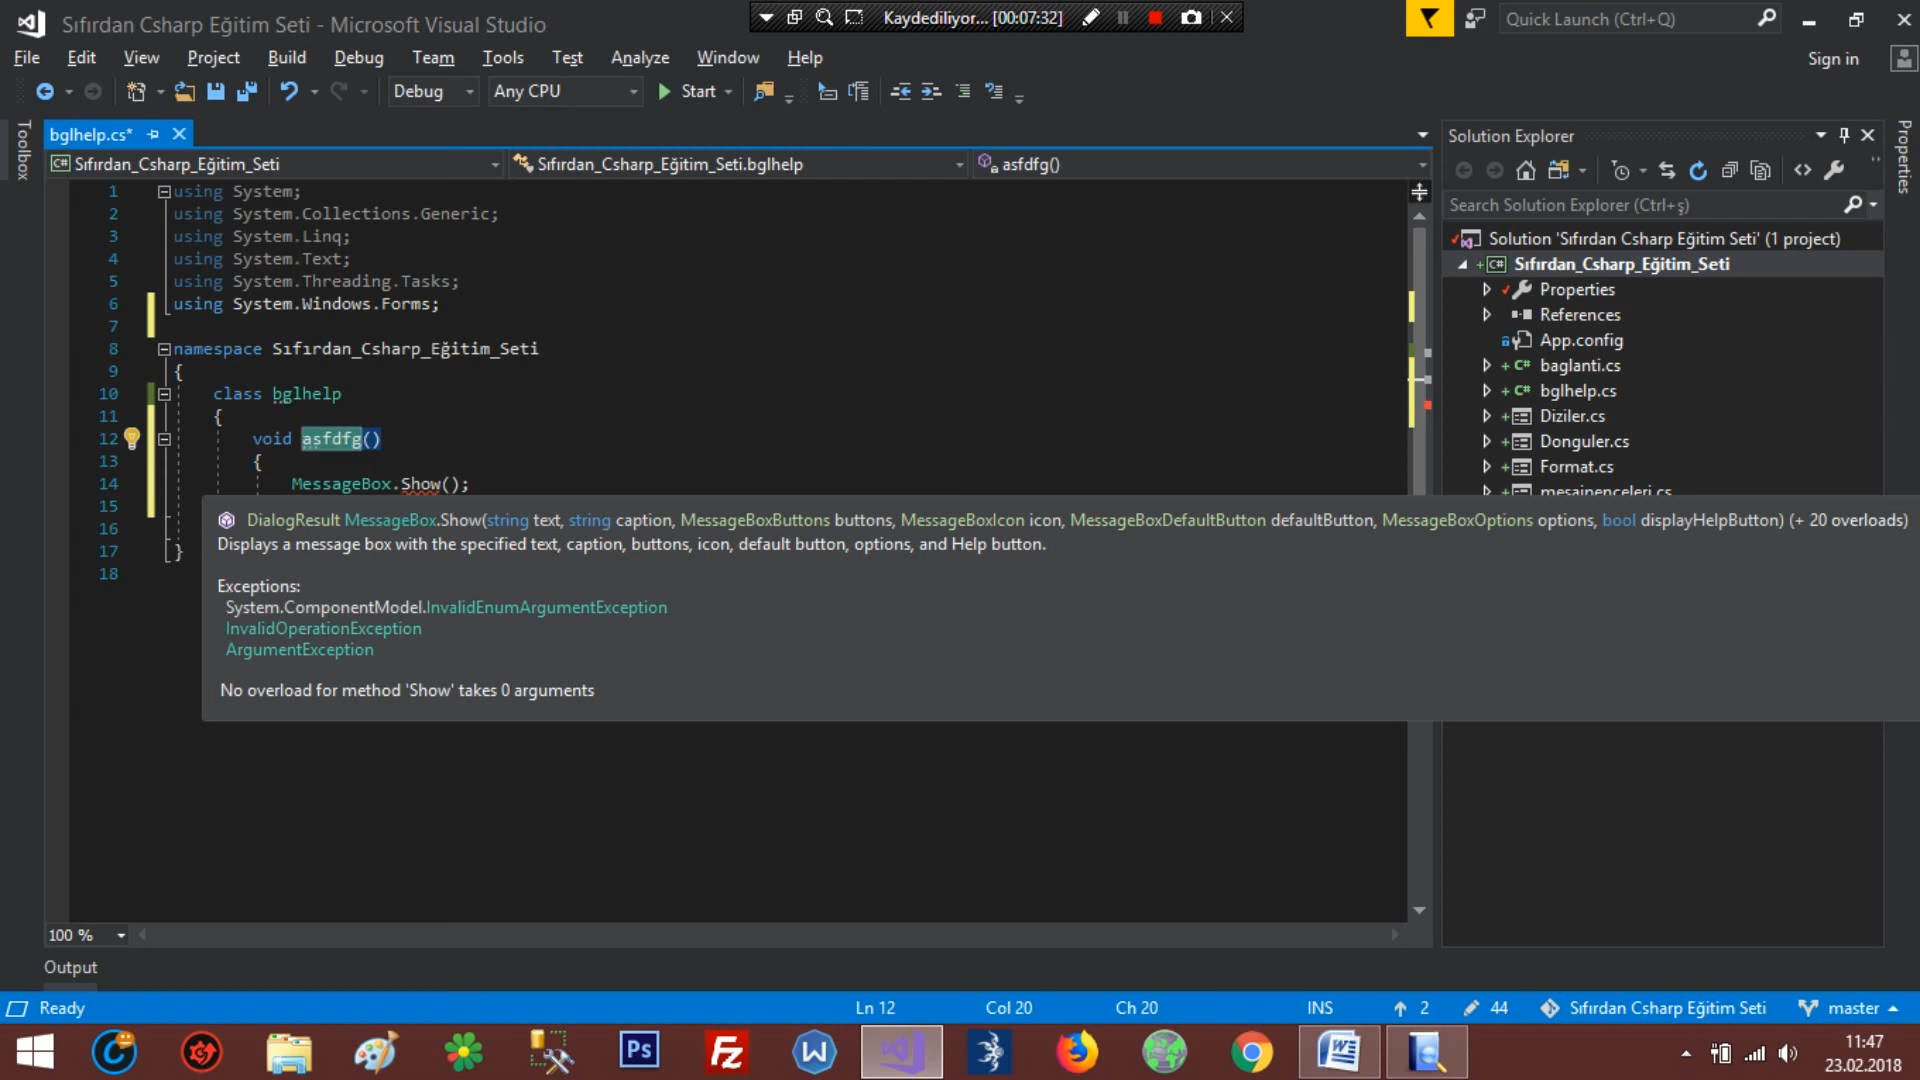 Sıfırdan Csharp Eğitim Seti - Microsoft Visual Studio
Kaydediliyor... [00:07:32]
Quick Launch (Ctrl+Q)
File Edit View Project Build Debug Team Tools Test Analyze Window Help
Sign in
Debug Any CPU Start
Toolbox
bglhelp.cs*
Sıfırdan_Csharp_Eğitim_Seti
Sıfırdan_Csharp_Eğitim_Seti.bglhelp
asfdfg()
1 using System;
2 using System.Collections.Generic;
3 using System.Linq;
4 using System.Text;
5 using System.Threading.Tasks;
6 using System.Windows.Forms;
7
8 namespace Sıfırdan_Csharp_Eğitim_Seti
9 {
10 class bglhelp
11 {
12 void asfdfg()
13 {
14 MessageBox.Show();
15
16
17 }
18
DialogResult MessageBox.Show(string text, string caption, MessageBoxButtons buttons, MessageBoxIcon icon, MessageBoxDefaultButton defaultButton, MessageBoxOptions options, bool displayHelpButton) (+ 20 overloads)
Displays a message box with the specified text, caption, buttons, icon, default button, options, and Help button.
Exceptions:
System.ComponentModel.InvalidEnumArgumentException
InvalidOperationException
ArgumentException
No overload for method 'Show' takes 0 arguments
Solution Explorer
Search Solution Explorer (Ctrl+ş)
Solution 'Sıfırdan Csharp Eğitim Seti' (1 project)
Sıfırdan_Csharp_Eğitim_Seti
Properties
References
App.config
baglanti.cs
bglhelp.cs
Diziler.cs
Donguler.cs
Format.cs
Properties
100 %
Output
Ready
Ln 12 Col 20 Ch 20 INS 2 44 Sıfırdan Csharp Eğitim Seti master
Ps
Fz
W
11:47
23.02.2018